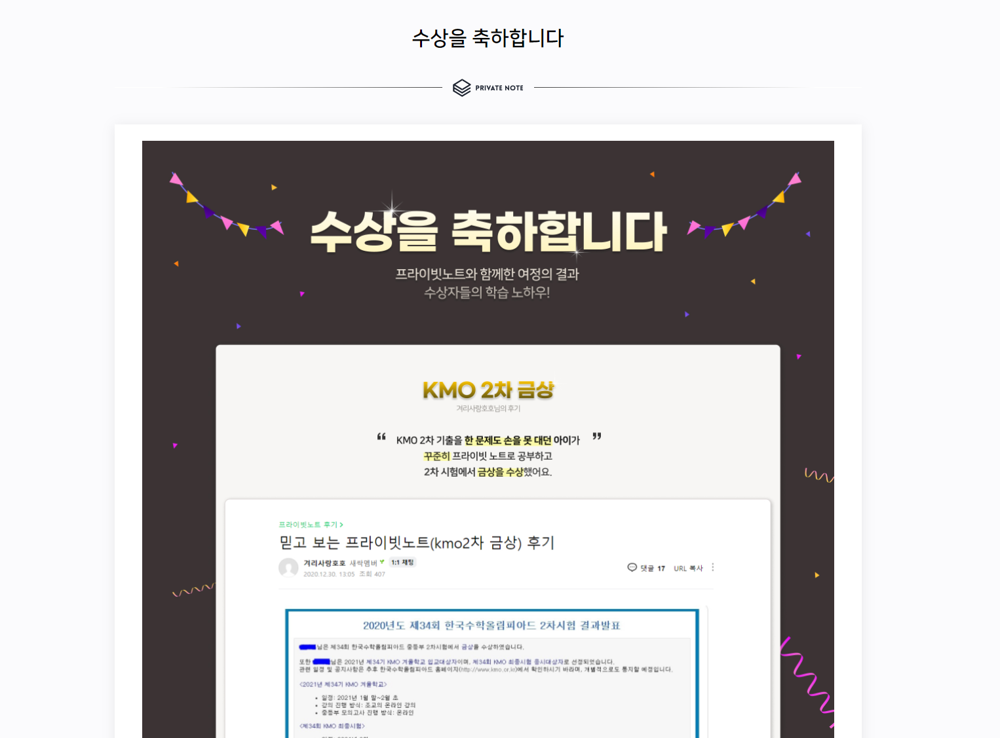 수상을 축하합니다
PRIVATE NOTE
수상을 축하합니다
프라이빗노트와 함께한 여정의 결과
수상자들의 학습 노하우!
KMO 2차 금상
겨리사랑호호님의 후기
“ KMO 2차 기출을 한 문제도 손을 못 대던 아이가 ”
꾸준히 프라이빗 노트로 공부하고
2차 시험에서 금상을 수상했어요.
프라이빗노트 후기 >
믿고 보는 프라이빗노트(kmo2차 금상) 후기
겨리사랑호호 새싹멤버 1:1 채팅
2020.12.30. 13:05 조회 407
댓글 17 URL 복사
2020년도 제34회 한국수학올림피아드 2차시험 결과발표
님은 제34회 한국수학올림피아드 중등부 2차시험에서 금상을 수상하였습니다.
또한 님은 2021년 제34기 KMO 겨울학교 입교대상자이며, 제34회 KMO 최종시험 응시대상자로 선정되었습니다.
관련 일정 및 공지사항은 추후 한국수학올림피아드 홈페이지(http://www.kmo.or.kr)에서 확인하시기 바라며, 개별적으로도 통지할 예정입니다.
<2021년 제34기 KMO 겨울학교>
• 일정: 2021년 1월 말~2월 초
• 강의 진행 방식: 조교의 온라인 강의
• 중등부 모의고사 진행 방식: 온라인
<제34회 KMO 최종시험>